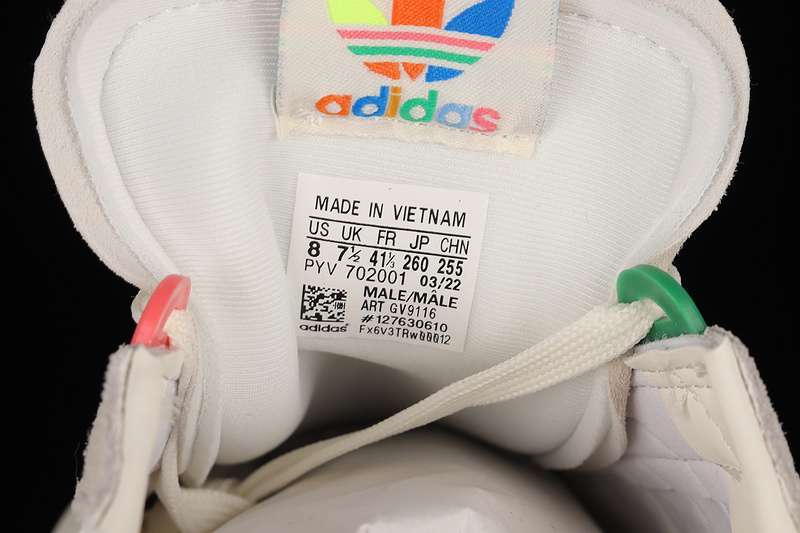 adidas
MADE IN VIETNAM
US UK FR JP CHN
8 7½ 41⅓ 260 255
PYV 702001 03/22
MALE/MÂLE
ART GV9116
#127630610
adidas® Fx6V3TRw00012